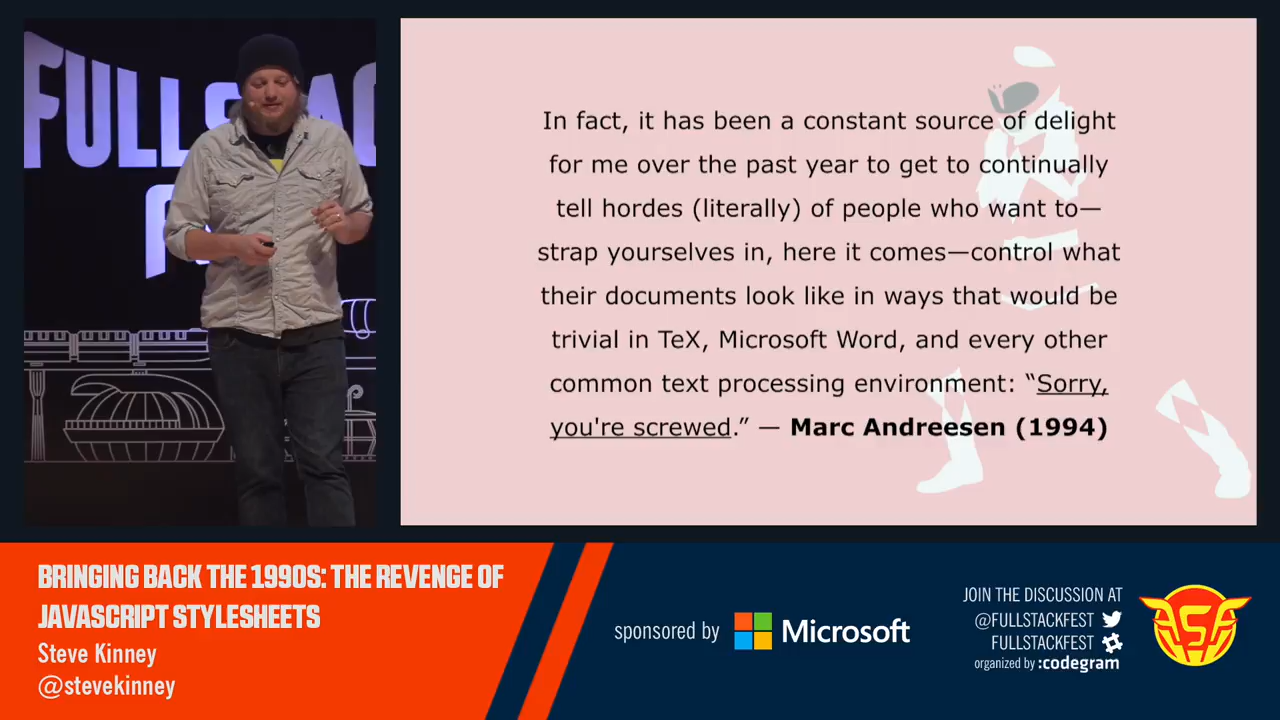 FULLSTAC
F
In fact, it has been a constant source of delight
for me over the past year to get to continually
tell hordes (literally) of people who want to—
strap yourselves in, here it comes—control what
their documents look like in ways that would be
trivial in TeX, Microsoft Word, and every other
common text processing environment: “Sorry,
you're screwed.” — Marc Andreesen (1994)
BRINGING BACK THE 1990S: THE REVENGE OF
JAVASCRIPT STYLESHEETS
Steve Kinney
@stevekinney
sponsored by Microsoft
JOIN THE DISCUSSION AT
@FULLSTACKFEST
FULLSTACKFEST
organized by :codegram
FSF